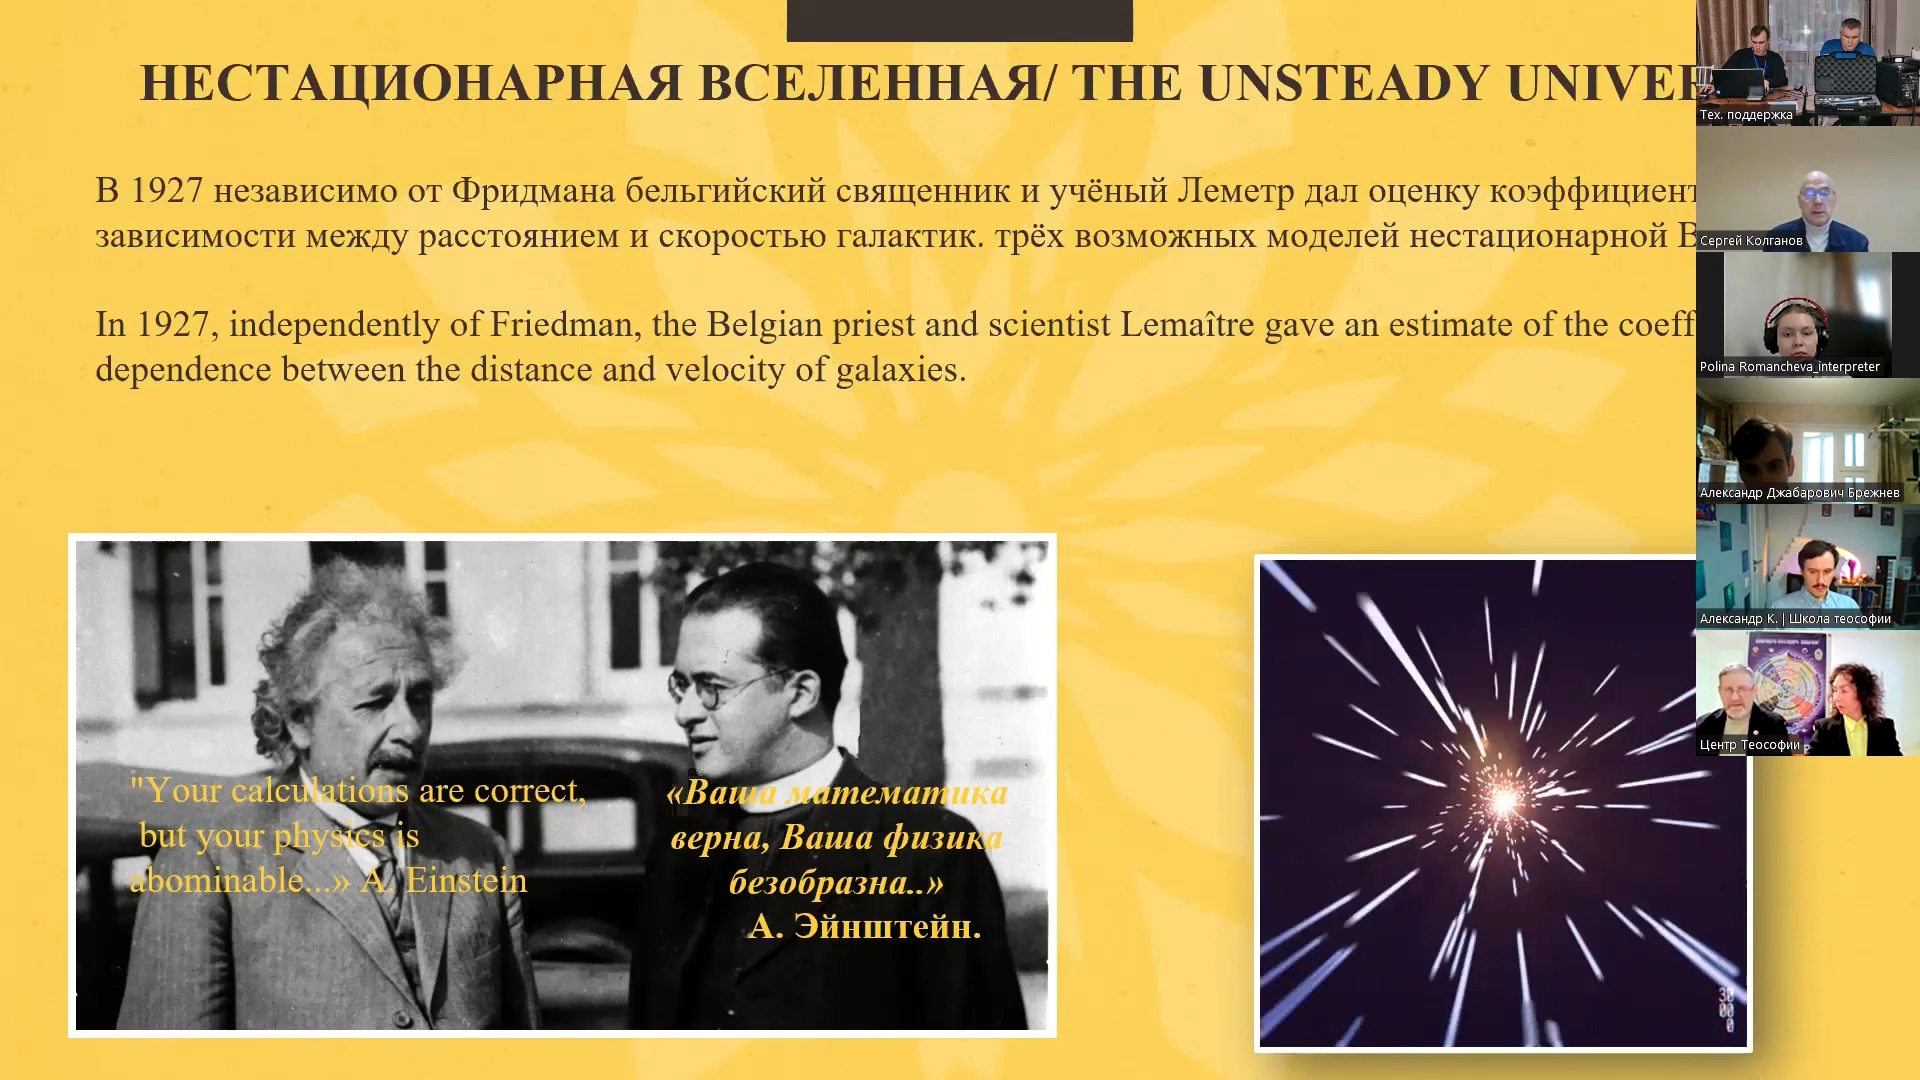 НЕСТАЦИОНАРНАЯ ВСЕЛЕННАЯ/ THE UNSTEADY UNIVER
В 1927 независимо от Фридмана бельгийский священник и учёный Леметр дал оценку коэффициент
зависимости между расстоянием и скоростью галактик. трёх возможных моделей нестационарной В
In 1927, independently of Friedman, the Belgian priest and scientist Lemaître gave an estimate of the coeff
dependence between the distance and velocity of galaxies.
"Your calculations are correct,
but your physics is
abominable...» A. Einstein
«Ваша математика
верна, Ваша физика
безобразна..»
А. Эйнштейн.
30
00
0
Тех. поддержка
Сергей Колганов
Polina Romancheva_interpreter
Александр Джабарович Брежнев
Александр К. | Школа теософии
Центр Теософии